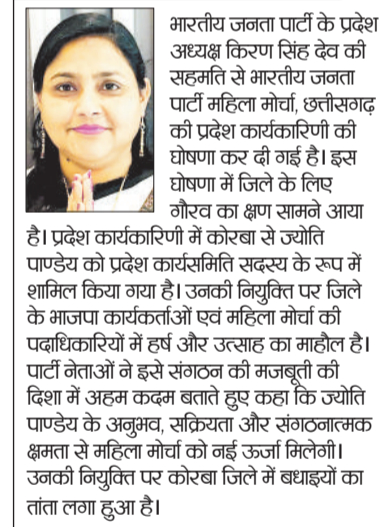 भारतीय जनता पार्टी के प्रदेश
अध्यक्ष किरण सिंह देव की
सहमति से भारतीय जनता
पार्टी महिला मोर्चा, छत्तीसगढ़
की प्रदेश कार्यकारिणी की
घोषणा कर दी गई है। इस
घोषणा में जिले के लिए
गौरव का क्षण सामने आया
है। प्रदेश कार्यकारिणी में कोरबा से ज्योति
पाण्डेय को प्रदेश कार्यसमिति सदस्य के रूप में
शामिल किया गया है। उनकी नियुक्ति पर जिले
के भाजपा कार्यकर्ताओं एवं महिला मोर्चा की
पदाधिकारियों में हर्ष और उत्साह का माहौल है।
पार्टी नेताओं ने इसे संगठन की मजबूती की
दिशा में अहम कदम बताते हुए कहा कि ज्योति
पाण्डेय के अनुभव, सक्रियता और संगठनात्मक
क्षमता से महिला मोर्चा को नई ऊर्जा मिलेगी।
उनकी नियुक्ति पर कोरबा जिले में बधाइयों का
तांता लगा हुआ है।